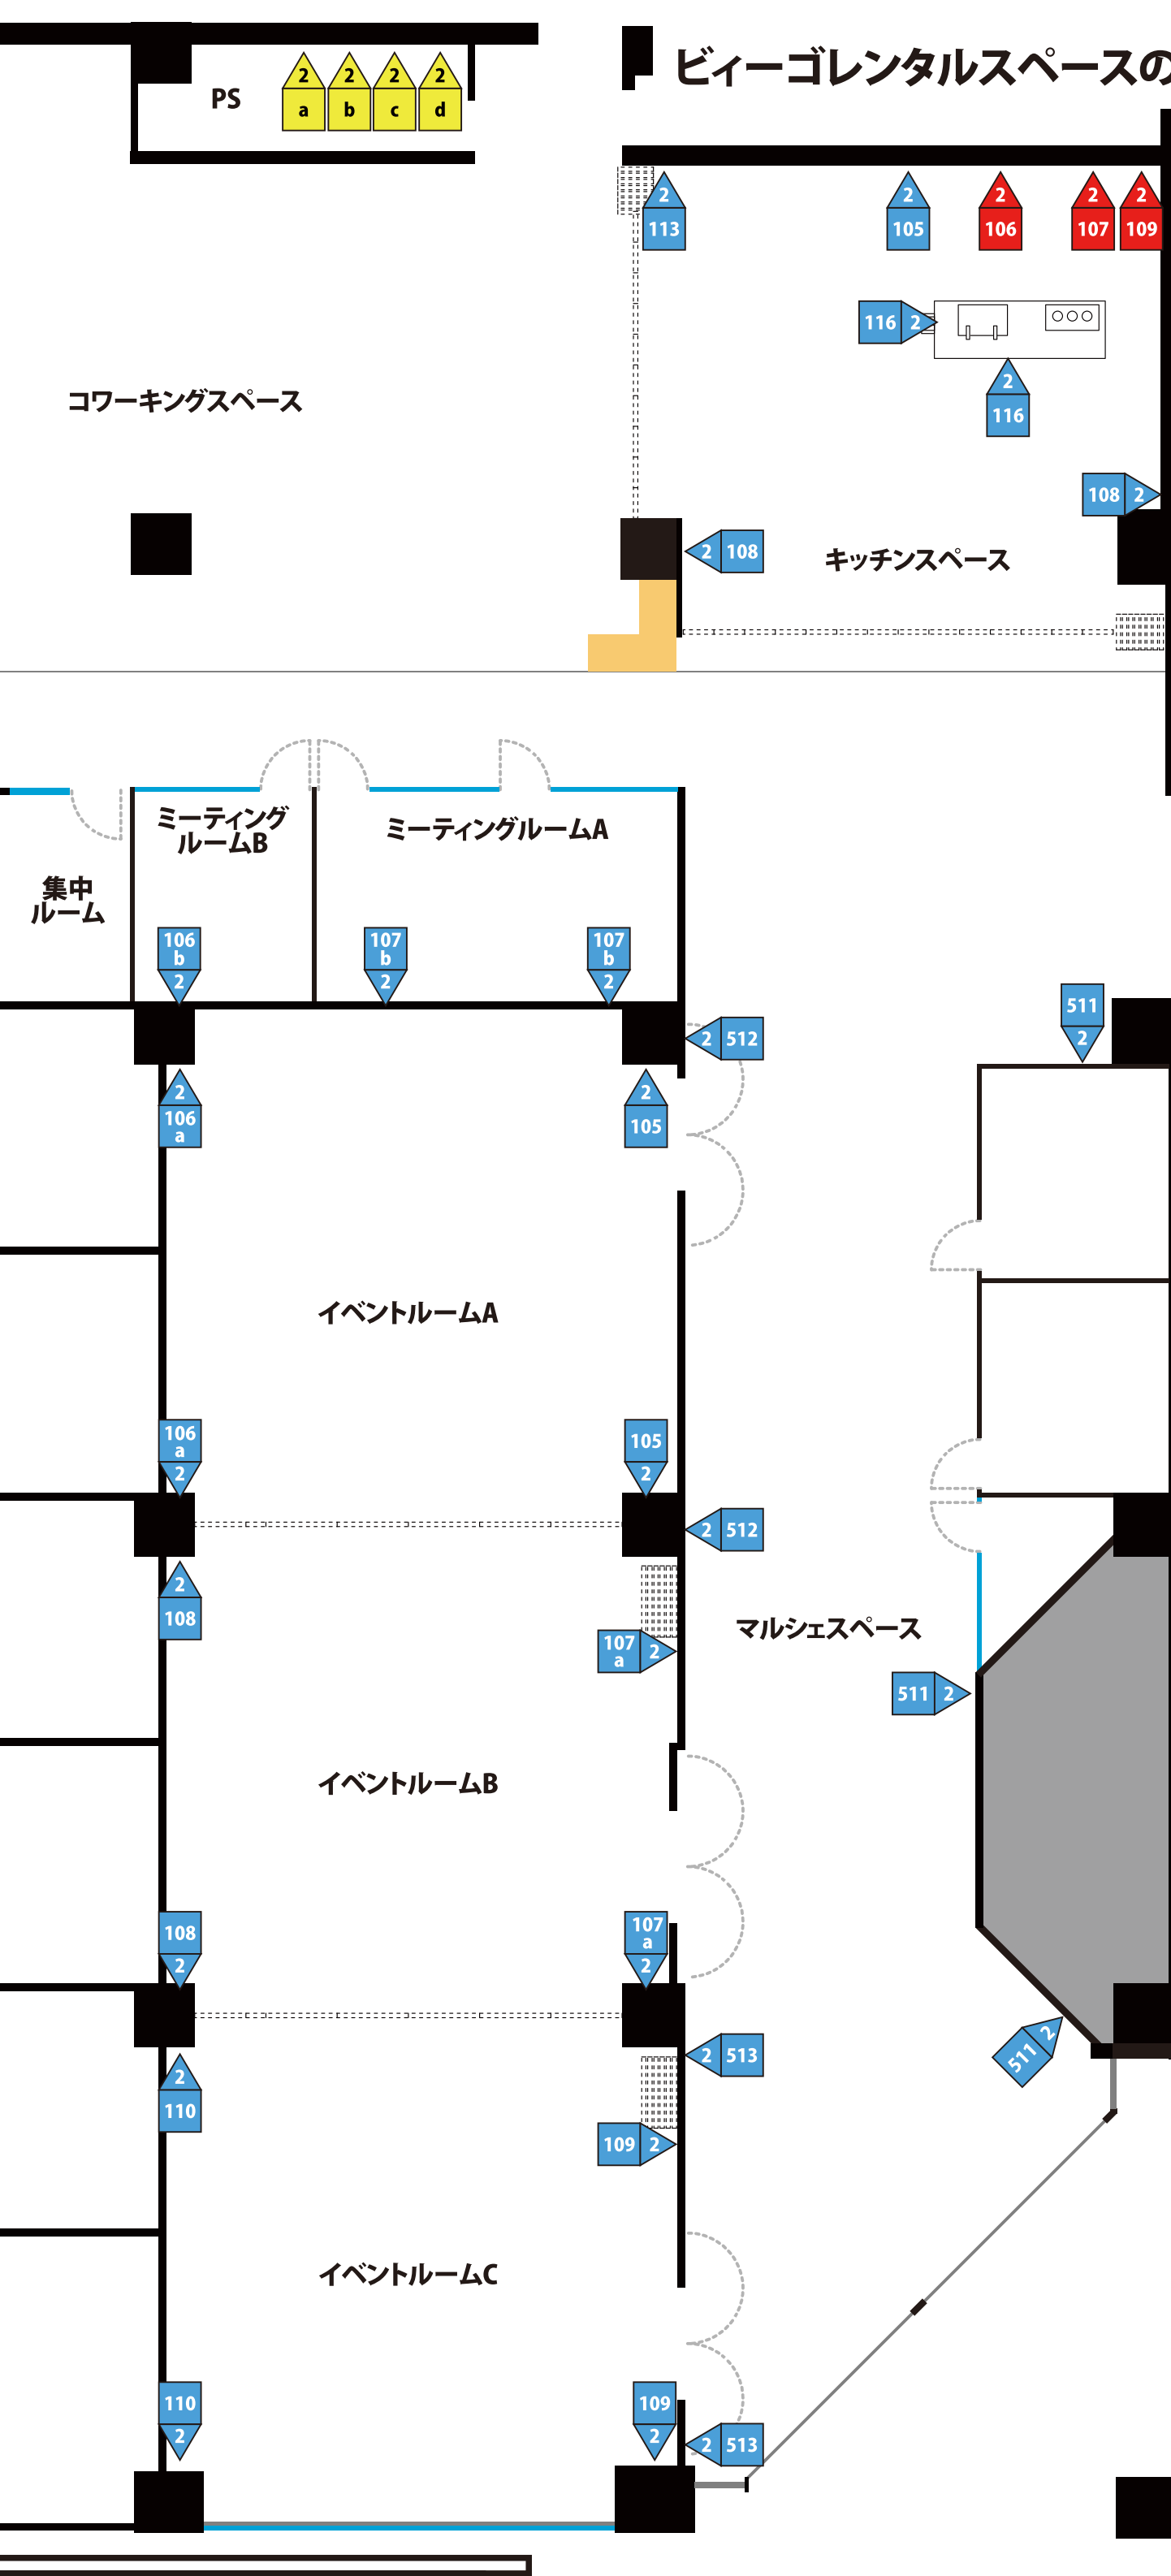 ビィーゴレンタルスペースの
PS
2
a
2
b
2
c
2
d
2
113
2
105
2
106
2
107
2
109
116 2
2
116
コワーキングスペース
108 2
2 108
キッチンスペース
ミーティング
ルームB
ミーティングルームA
集中
ルーム
106
b
2
107
b
2
107
b
2
511
2
2 512
2
106
a
2
105
イベントルームA
106
a
2
105
2
2 512
2
108
マルシェスペース
107
a
2
511 2
イベントルームB
108
2
107
a
2
511 2
2 513
2
110
109 2
イベントルームC
110
2
109
2
2 513